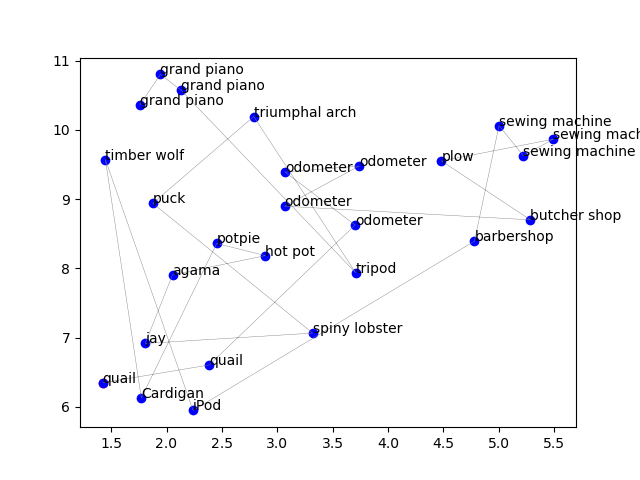 11
grand piano
grand piano
grand piano
triumphal arch
sewing machine
10
sewing mach
sewing machine
timber wolf
plow
odometer
odometer
9
puck
odometer
butcher shop
odometer
barbershop
potpie
hot pot
8
agama
tripod
spiny lobster
7
jay
quail
quail
Cardigan
iPod
6
1.5 2.0 2.5 3.0 3.5 4.0 4.5 5.0 5.5